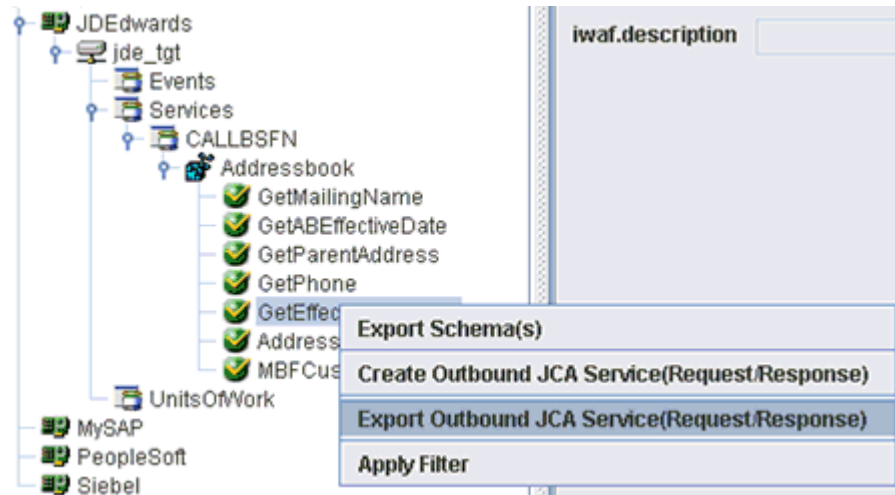 JDEdwards
jde_tgt
Events
Services
CALLBSFN
Addressbook
GetMailingName
GetABEffectiveDate
GetParentAddress
GetPhone
GetEffec
Address
MBFCus
UnitsOfWork
MySAP
PeopleSoft
Siebel
iwaf.description
Export Schema(s)
Create Outbound JCA Service(Request/Response)
Export Outbound JCA Service(Request/Response)
Apply Filter